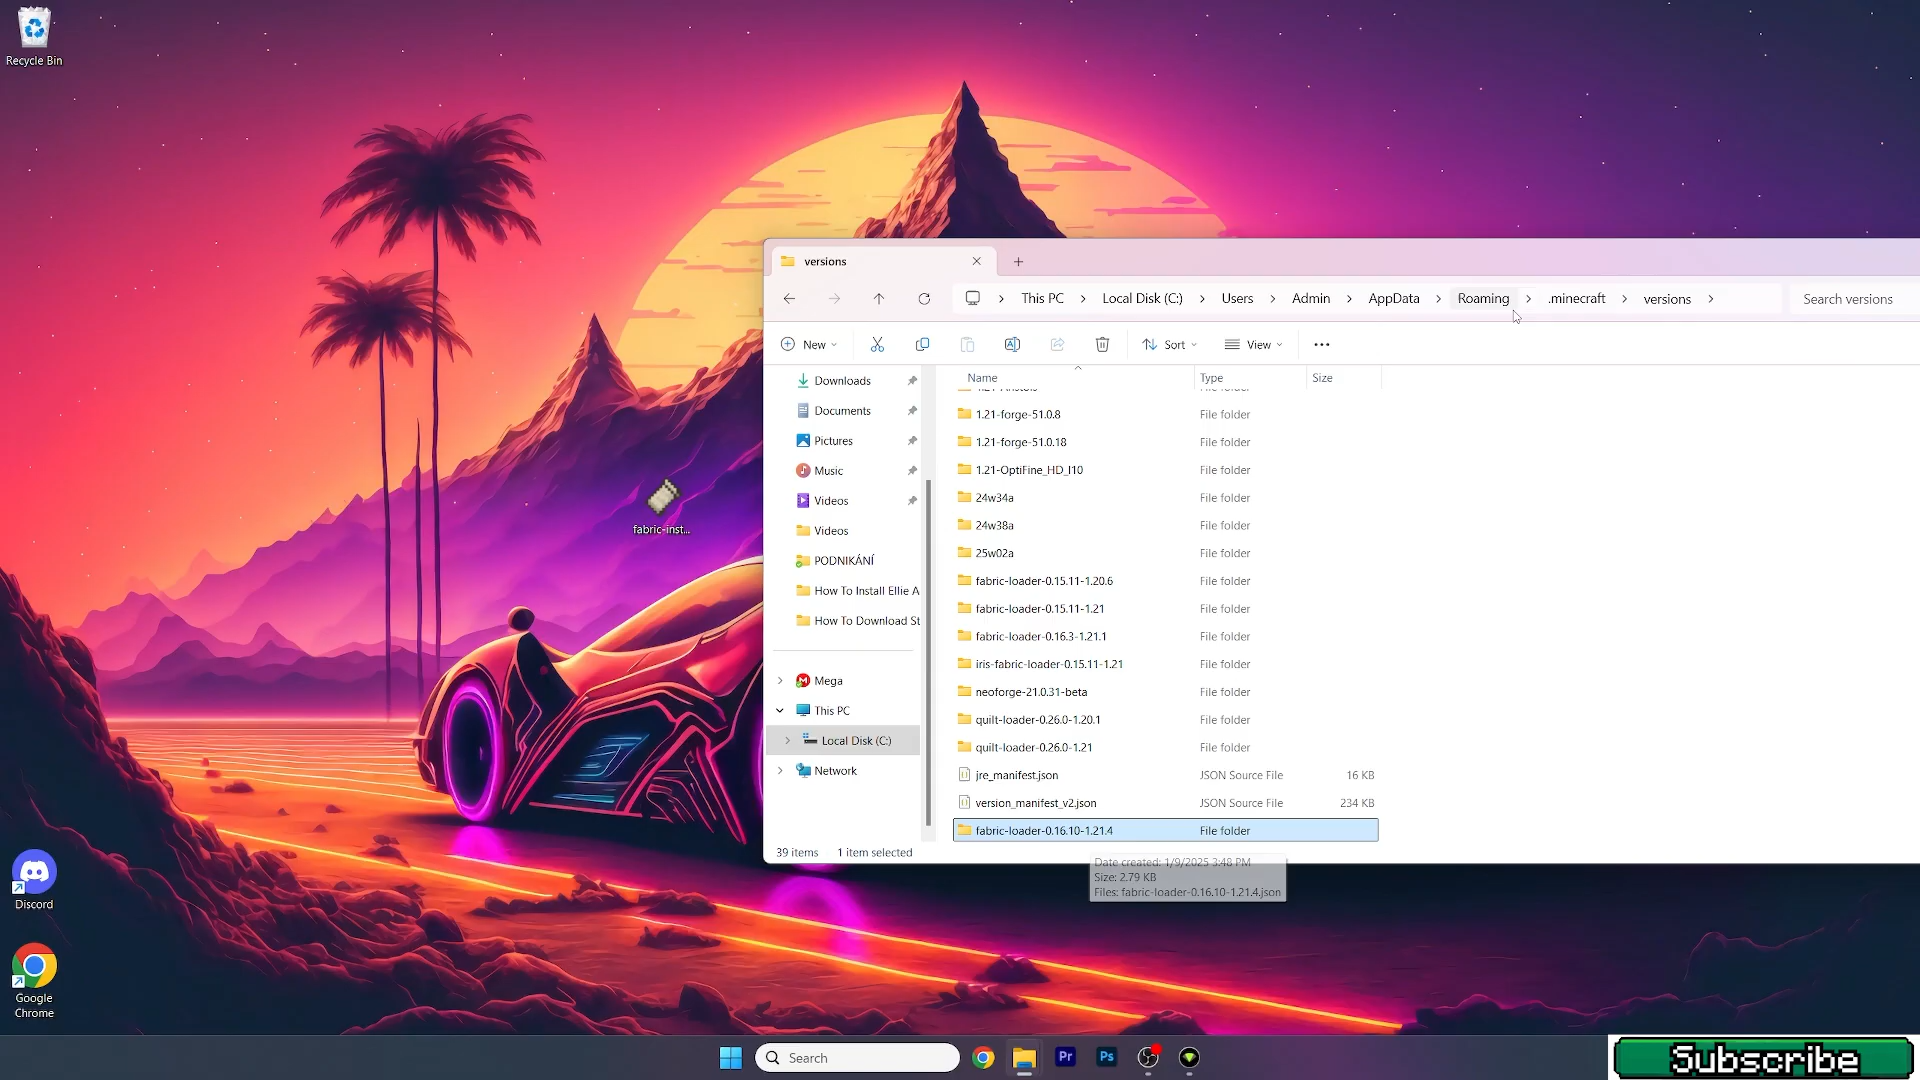 Recycle Bin
versions
This PC
Local Disk (C:)
Users
Admin
AppData
Roaming
.minecraft
versions
Search versions
New
Sort
View
Downloads
Documents
Pictures
Music
Videos
Videos
PODNIKÁNÍ
How To Install Ellie A
How To Download St
Mega
This PC
Local Disk (C:)
Network
Name Type Size
1.21-forge-51.0.8 File folder
1.21-forge-51.0.18 File folder
1.21-OptiFine_HD_I10 File folder
24w34a File folder
24w38a File folder
25w02a File folder
fabric-loader-0.15.11-1.20.6 File folder
fabric-loader-0.15.11-1.21 File folder
fabric-loader-0.16.3-1.21.1 File folder
iris-fabric-loader-0.15.11-1.21 File folder
neoforge-21.0.31-beta File folder
quilt-loader-0.26.0-1.20.1 File folder
quilt-loader-0.26.0-1.21 File folder
jre_manifest.json JSON Source File 16 KB
version_manifest_v2.json JSON Source File 234 KB
fabric-loader-0.16.10-1.21.4 File folder
39 items 1 item selected
Date created: 1/9/2025 3:48 PM
Size: 2.79 KB
Files: fabric-loader-0.16.10-1.21.4.json
fabric-inst...
Discord
Google
Chrome
Search
Pr
Ps
Subscribe